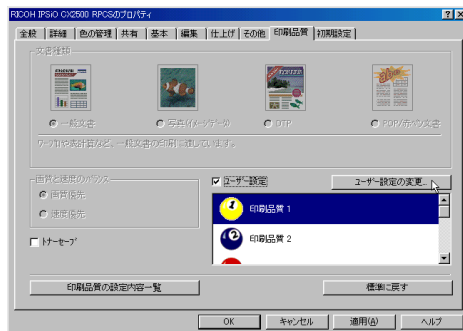 RICOH IPSiO CX2500 RPCSのプロパティ
全般 詳細 色の管理 共有 基本 編集 仕上げ その他 印刷品質 初期設定
文書種類
一般文書 写真(イメージデータ) DTP POP/テベツ文書
ワープロや表計算など、一般文書の印刷に適しています。
画質と速度のバランス
画質優先
速度優先
トナーセーブ
ユーザー設定 ユーザー設定の変更...
1 印刷品質 1
2 印刷品質 2
印刷品質の設定内容一覧 標準に戻す
OK キャンセル 適用(A) ヘルプ